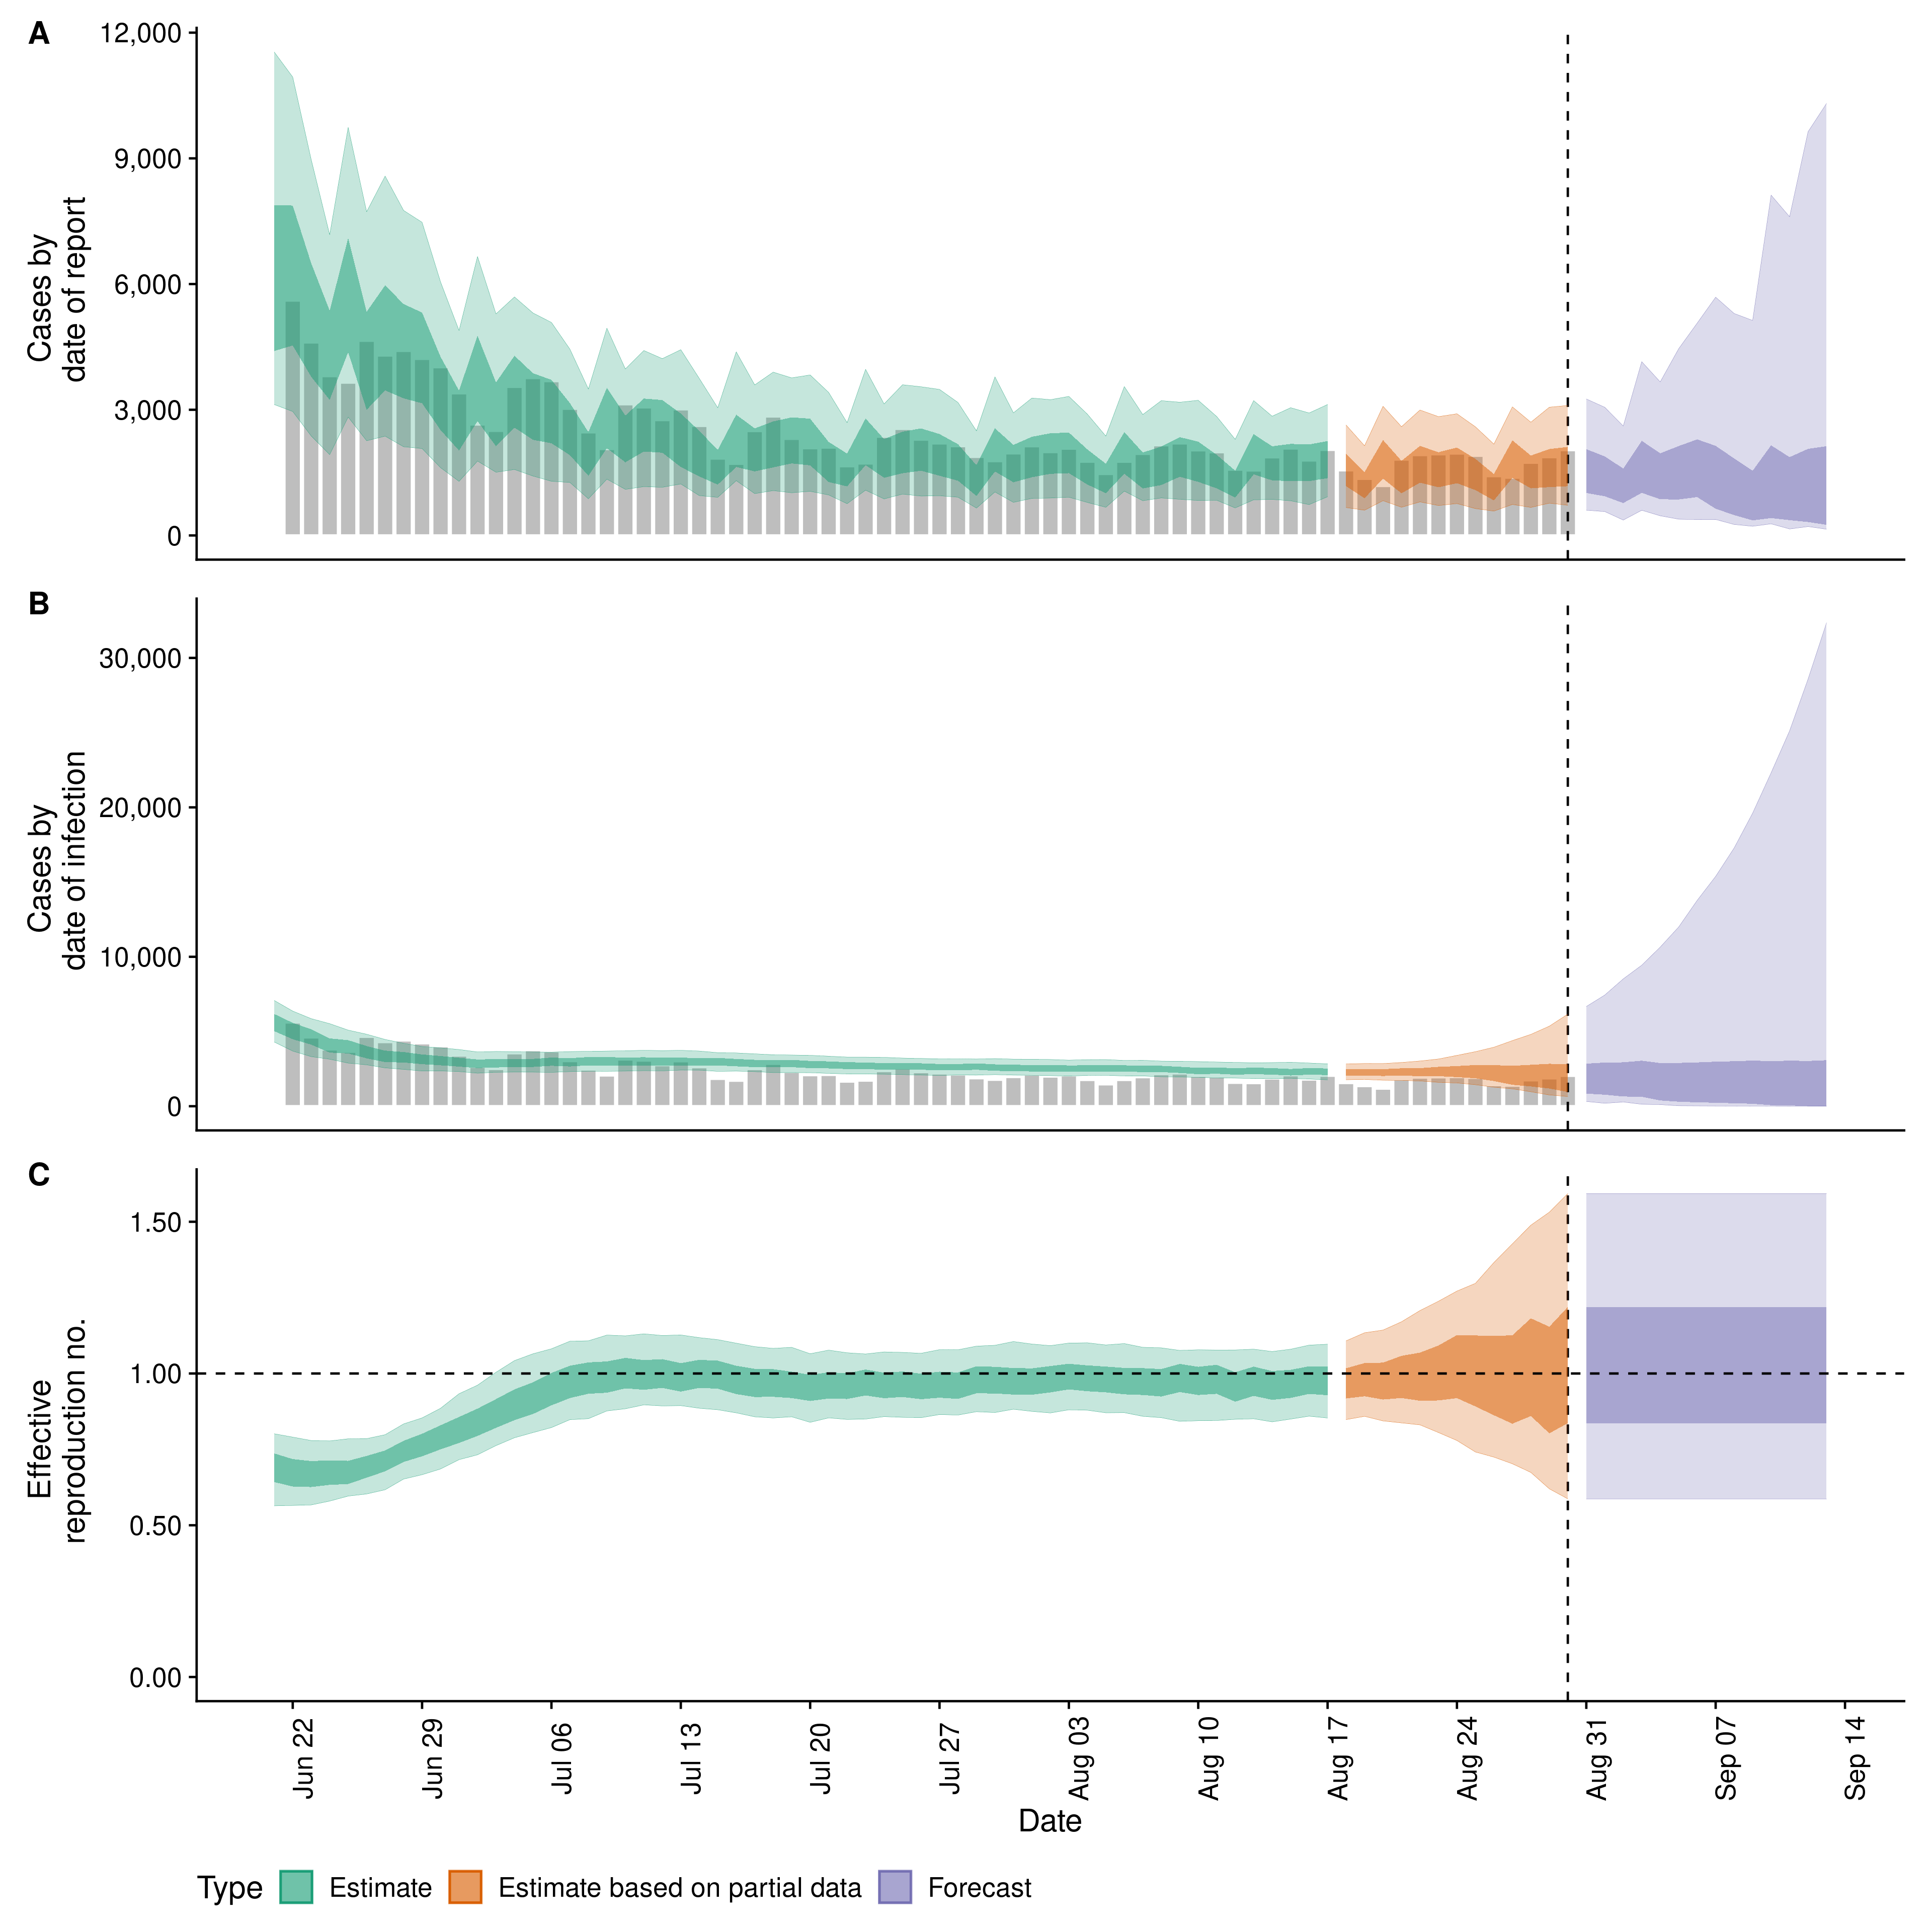 A
12,000
9,000
6,000
3,000
0
Cases by
date of report
B
30,000
20,000
10,000
0
Cases by
date of infection
C
1.50
1.00
0.50
0.00
Effective
reproduction no.
Jun 22
Jun 29
Jul 06
Jul 13
Jul 20
Jul 27
Aug 03
Aug 10
Aug 17
Aug 24
Aug 31
Sep 07
Sep 14
Date
Type Estimate Estimate based on partial data Forecast